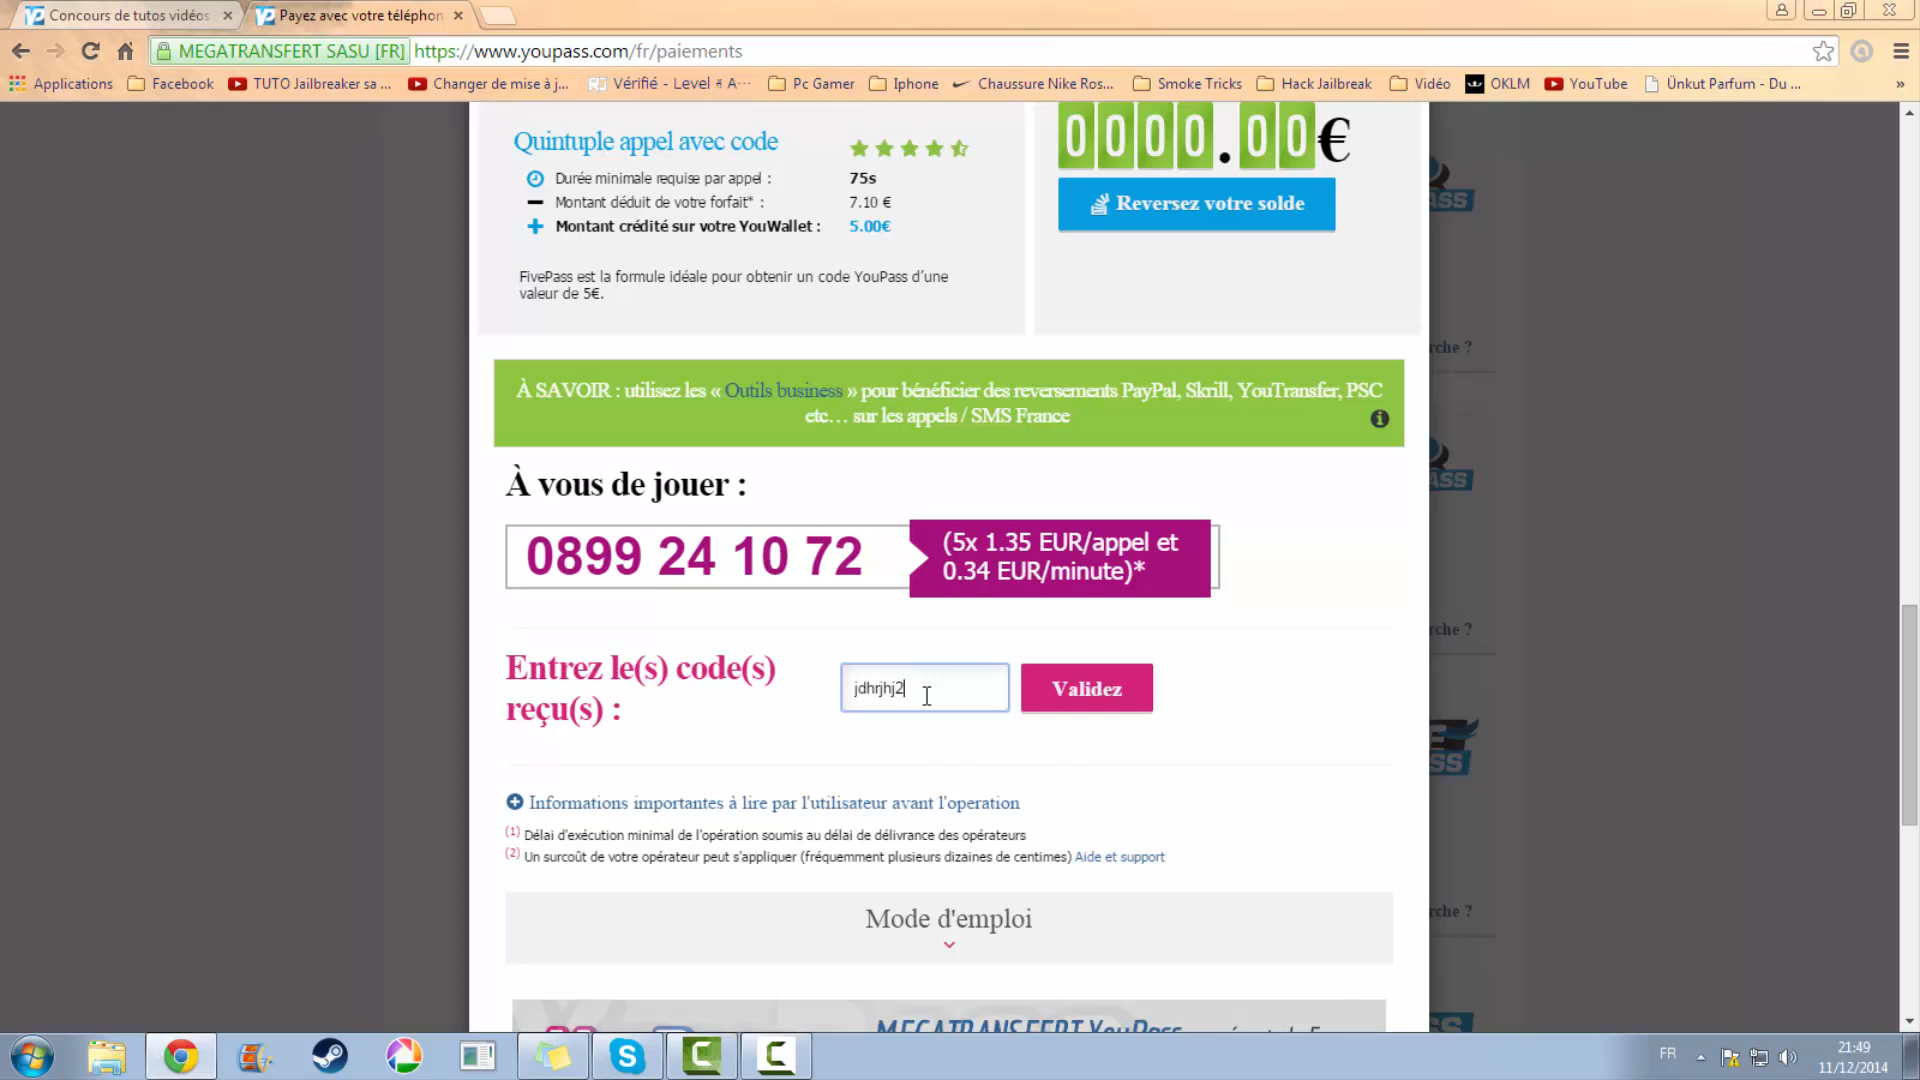 Concours de tutos vidéos
Payez avec votre téléphon
MEGATRANSFERT SASU [FR] https://www.youpass.com/fr/paiements
Applications Facebook TUTO Jailbreaker sa ... Changer de mise à j... Vérifié - Level Pc Gamer Iphone Chaussure Nike Ros... Smoke Tricks Hack Jailbreak Vidéo OKLM YouTube Ünkut Parfum - Du ... »
Quintuple appel avec code
Durée minimale requise par appel : 75s
Montant déduit de votre forfait* : 7.10 €
Montant crédité sur votre YouWallet : 5.00€
FivePass est la formule idéale pour obtenir un code YouPass d'une
valeur de 5€.
0000.00€
Reversez votre solde
ASS
rche ?
À SAVOIR : utilisez les « Outils business » pour bénéficier des reversements PayPal, Skrill, YouTransfer, PSC
etc… sur les appels / SMS France
ASS
À vous de jouer :
0899 24 10 72
(5x 1.35 EUR/appel et
0.34 EUR/minute)*
rche ?
Entrez le(s) code(s)
reçu(s) :
jdhrjhj2
Validez
E
ASS
Informations importantes à lire par l'utilisateur avant l'operation
(1) Délai d'exécution minimal de l'opération soumis au délai de délivrance des opérateurs
(2) Un surcoût de votre opérateur peut s'appliquer (fréquemment plusieurs dizaines de centimes) Aide et support
rche ?
Mode d'emploi
MEGATRANSFERT YouPass
FR
21:49
11/12/2014